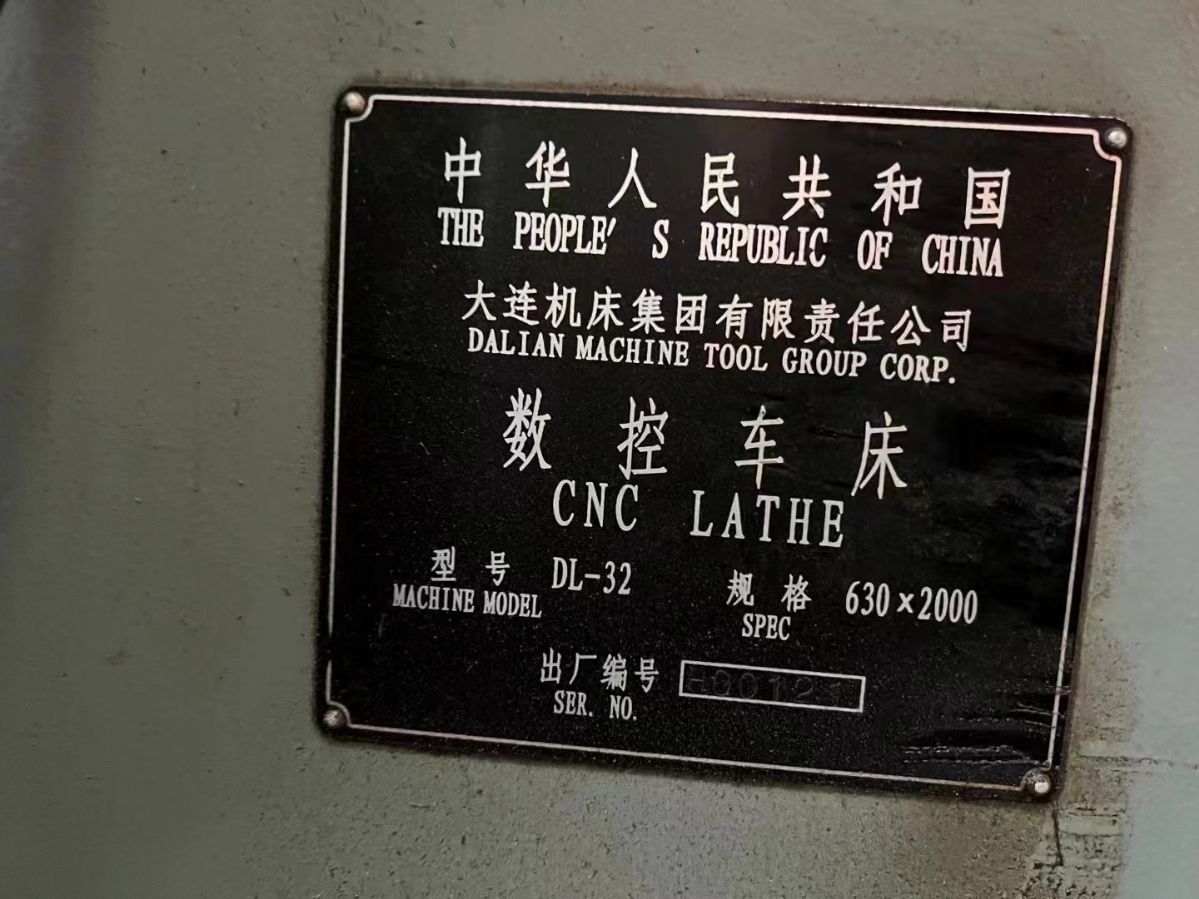 中华人民共和国
THE PEOPLE'S REPUBLIC OF CHINA
大连机床集团有限责任公司
DALIAN MACHINE TOOL GROUP CORP.
数控车床
CNC LATHE
型号 DL-32 规格 630×2000
MACHINE MODEL SPEC
出厂编号 H00121
SER. NO.